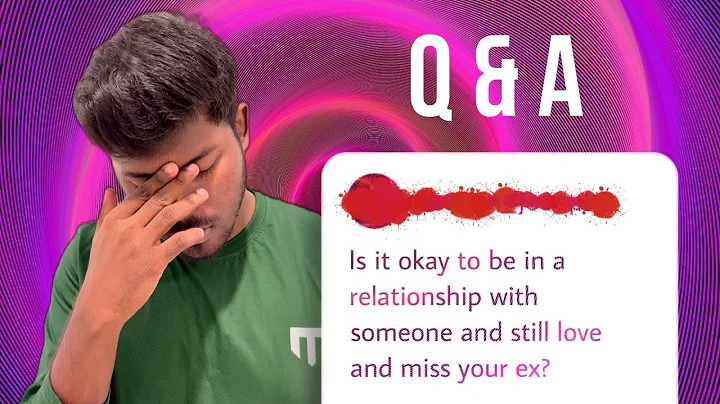 Q & A
Is it okay to be in a
relationship with
someone and still love
and miss your ex?